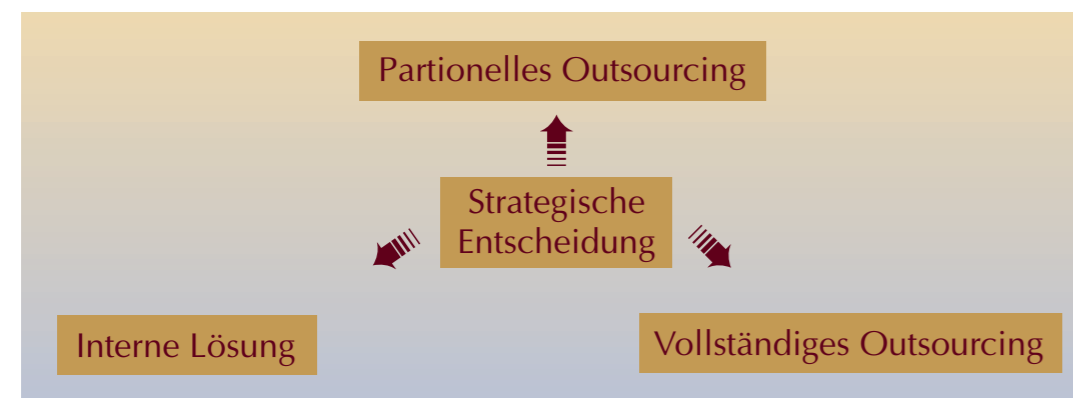 Partionelles Outsourcing
Strategische
Entscheidung
Interne Lösung
Vollständiges Outsourcing